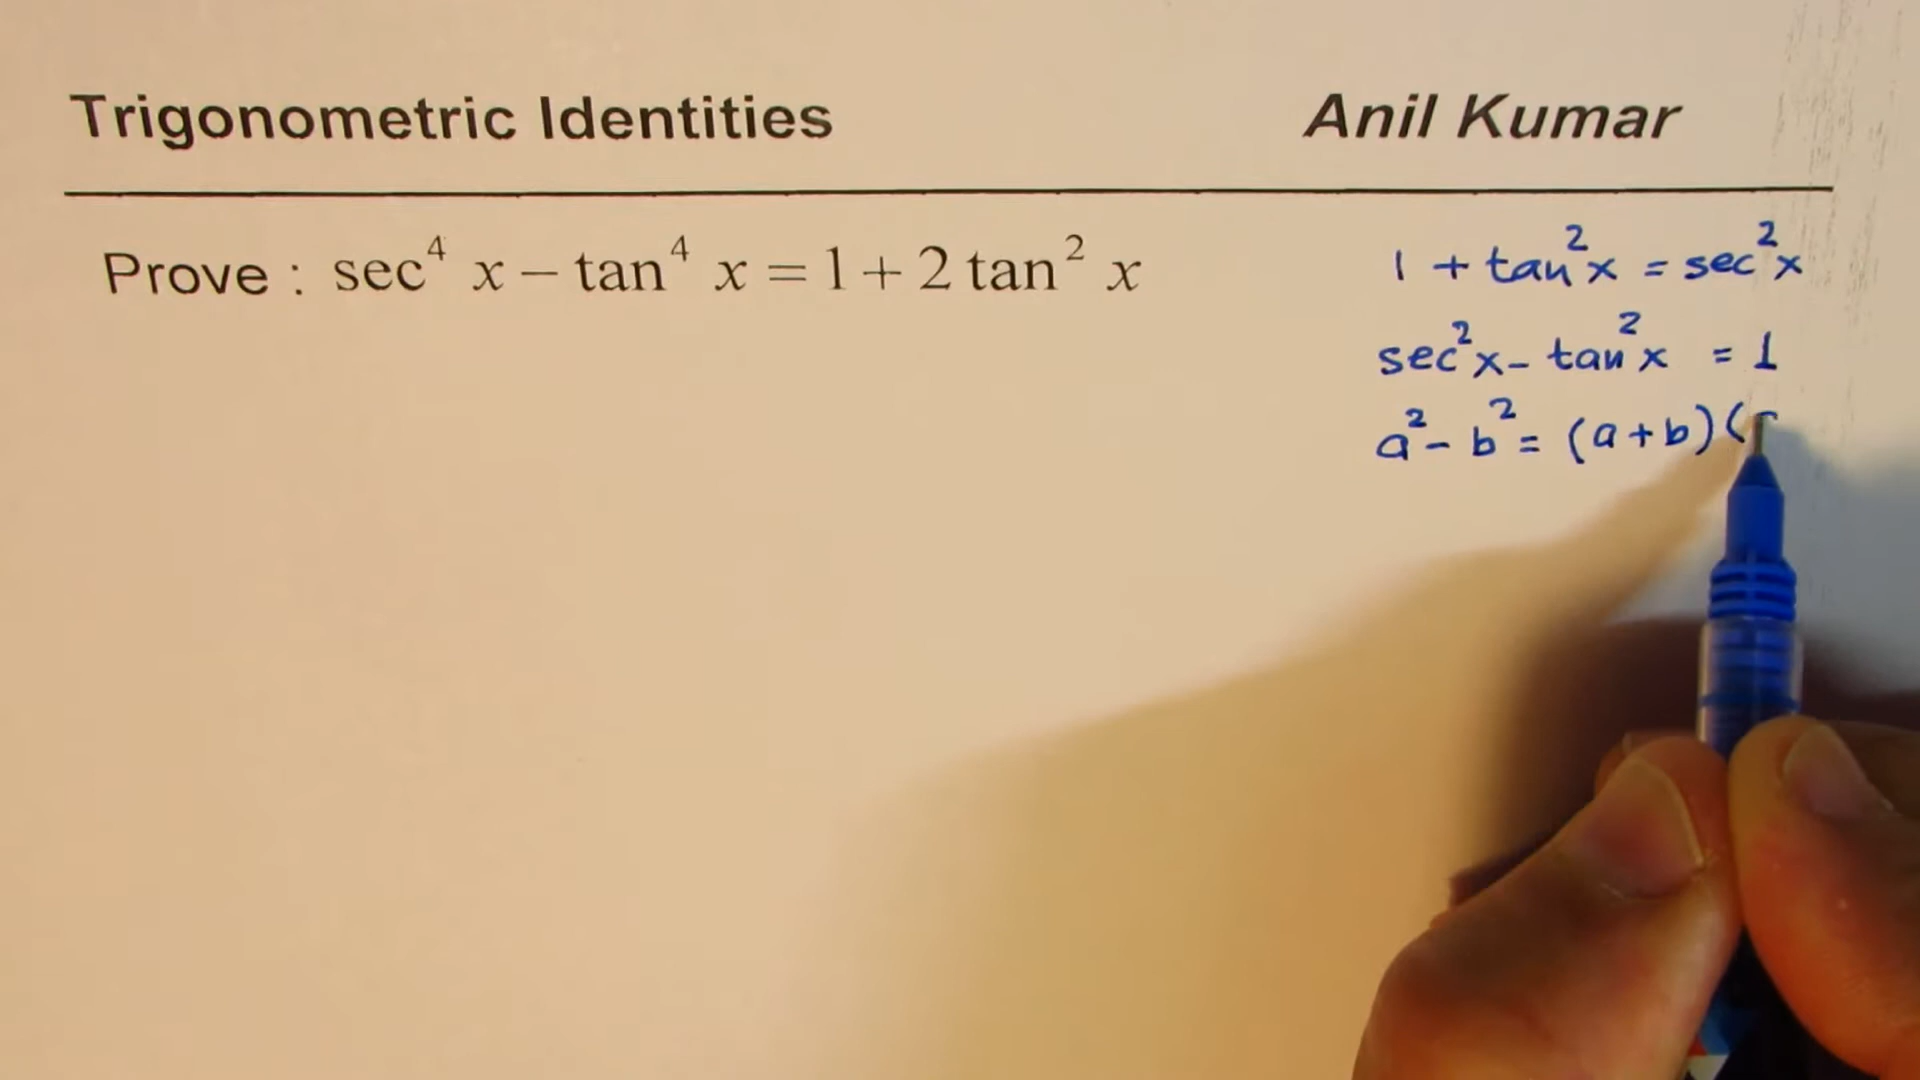 Trigonometric Identities Anil Kumar
Prove : sec⁴ x − tan⁴ x = 1 + 2 tan² x
1 + tan²x = sec²x
sec²x − tan²x = 1
a² − b² = (a + b) (